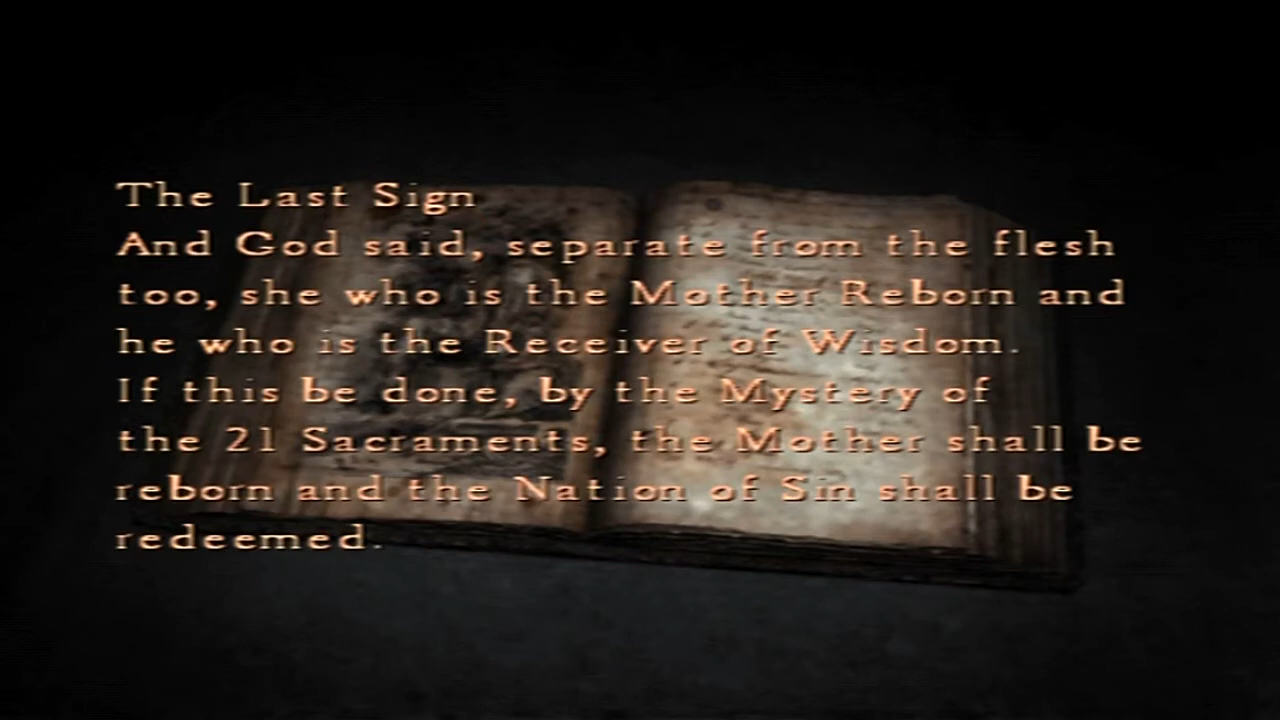 The Last Sign
And God said, separate from the flesh
too, she who is the Mother Reborn and
he who is the Receiver of Wisdom.
If this be done, by the Mystery of
the 21 Sacraments, the Mother shall be
reborn and the Nation of Sin shall be
redeemed.